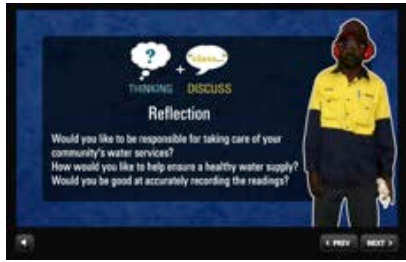 ?
+
THINKING DISCUSS
Reflection
Would you like to be responsible for taking care of your
community's water services?
How would you like to help ensure a healthy water supply?
Would you be good at accurately recording the readings?
< PREV NEXT >